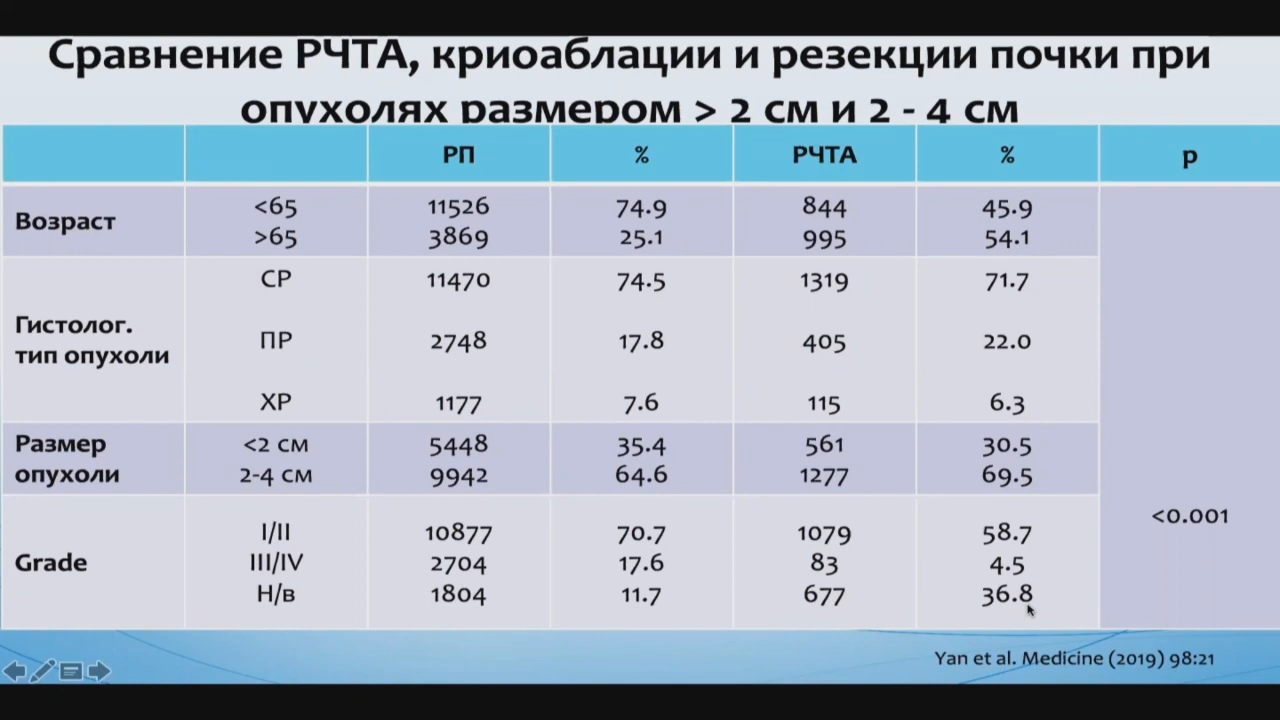 Сравнение РЧТА, криоаблации и резекции почки при
опухолях размером > 2 см и 2 - 4 см
РП % РЧТА % p
Возраст <65 11526 74.9 844 45.9
>65 3869 25.1 995 54.1
Гистолог. тип опухоли СР 11470 74.5 1319 71.7
ПР 2748 17.8 405 22.0
ХР 1177 7.6 115 6.3
Размер <2 см 5448 35.4 561 30.5
опухоли 2-4 см 9942 64.6 1277 69.5
<0.001
Grade I/II 10877 70.7 1079 58.7
III/IV 2704 17.6 83 4.5
Н/в 1804 11.7 677 36.8
Yan et al. Medicine (2019) 98:21